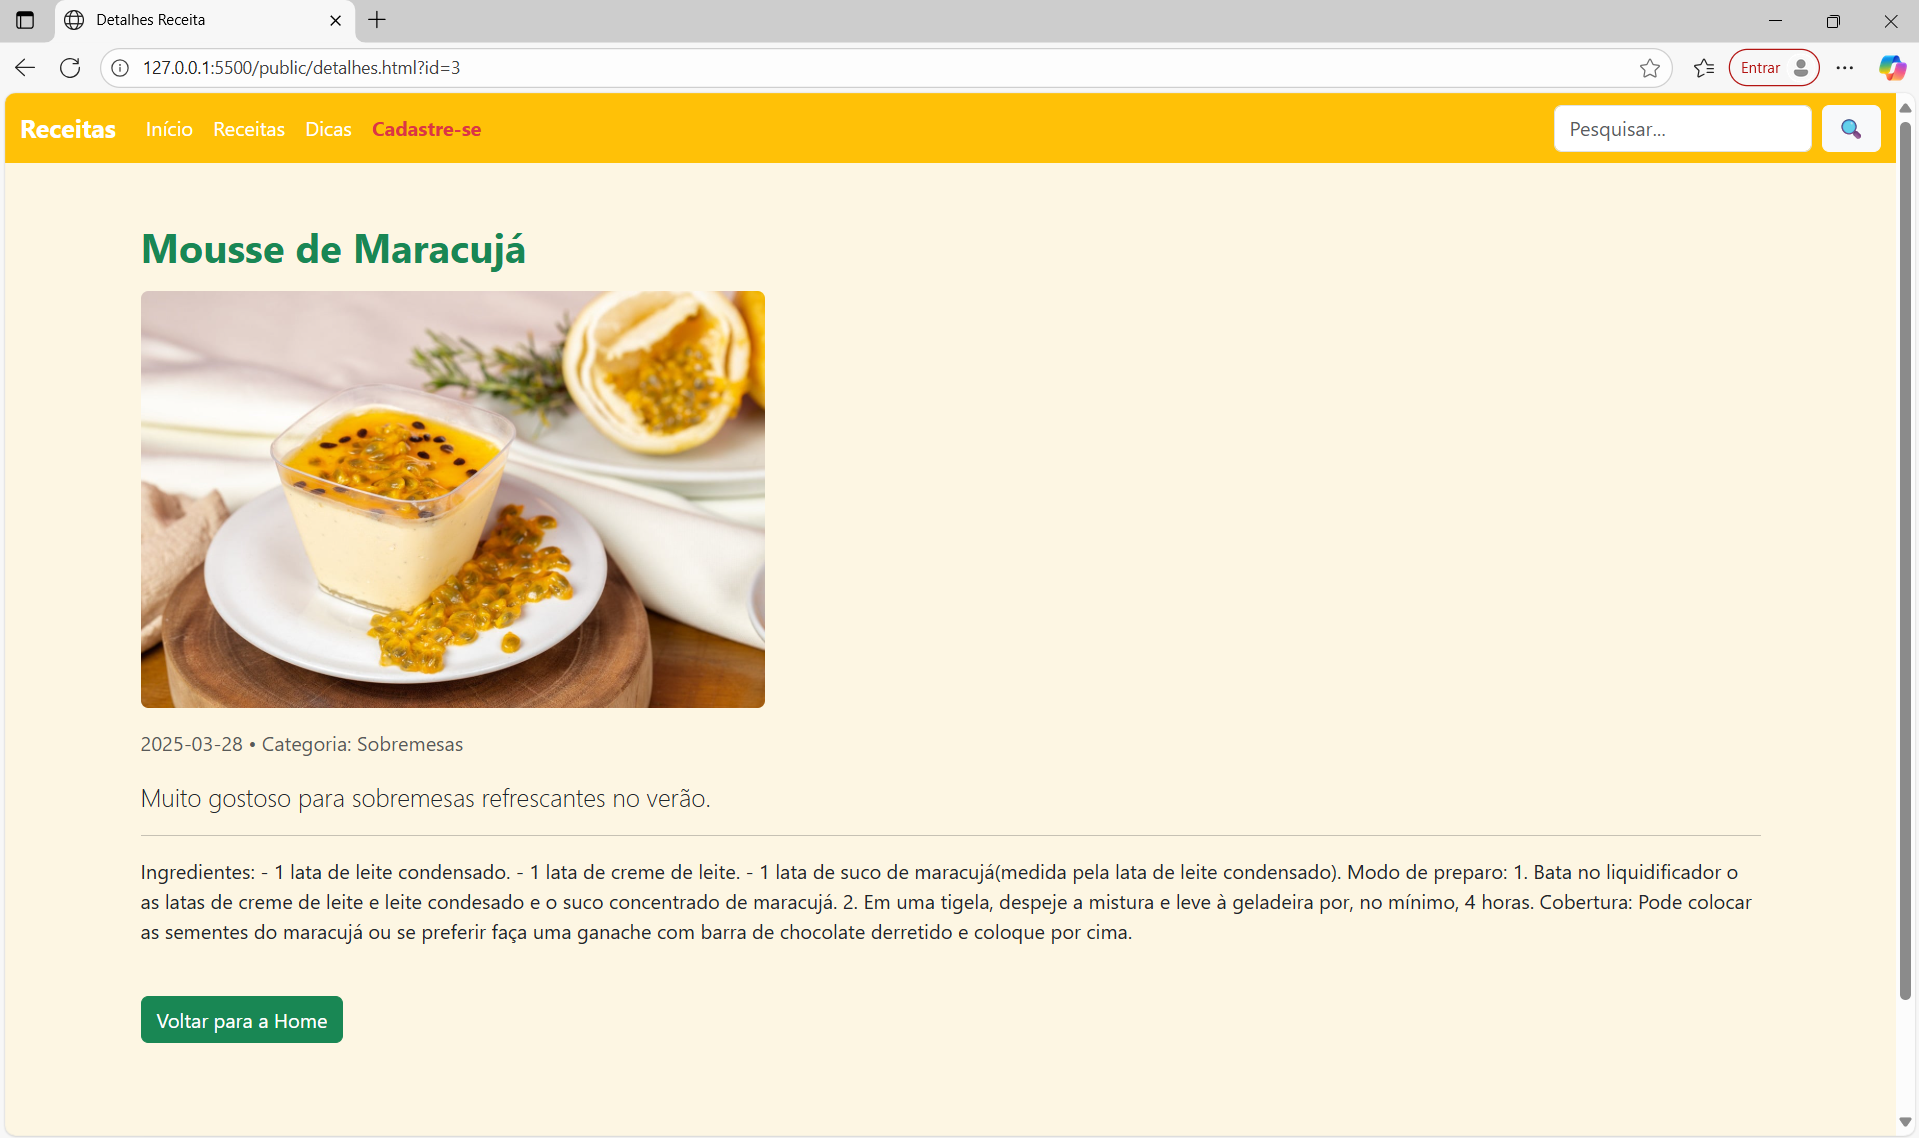 Detalhes Receita
127.0.0.1:5500/public/detalhes.html?id=3
Entrar
Receitas Início Receitas Dicas Cadastre-se Pesquisar...
Mousse de Maracujá
2025-03-28 • Categoria: Sobremesas
Muito gostoso para sobremesas refrescantes no verão.
Ingredientes: - 1 lata de leite condensado. - 1 lata de creme de leite. - 1 lata de suco de maracujá(medida pela lata de leite condensado). Modo de preparo: 1. Bata no liquidificador o
as latas de creme de leite e leite condesado e o suco concentrado de maracujá. 2. Em uma tigela, despeje a mistura e leve à geladeira por, no mínimo, 4 horas. Cobertura: Pode colocar
as sementes do maracujá ou se preferir faça uma ganache com barra de chocolate derretido e coloque por cima.
Voltar para a Home